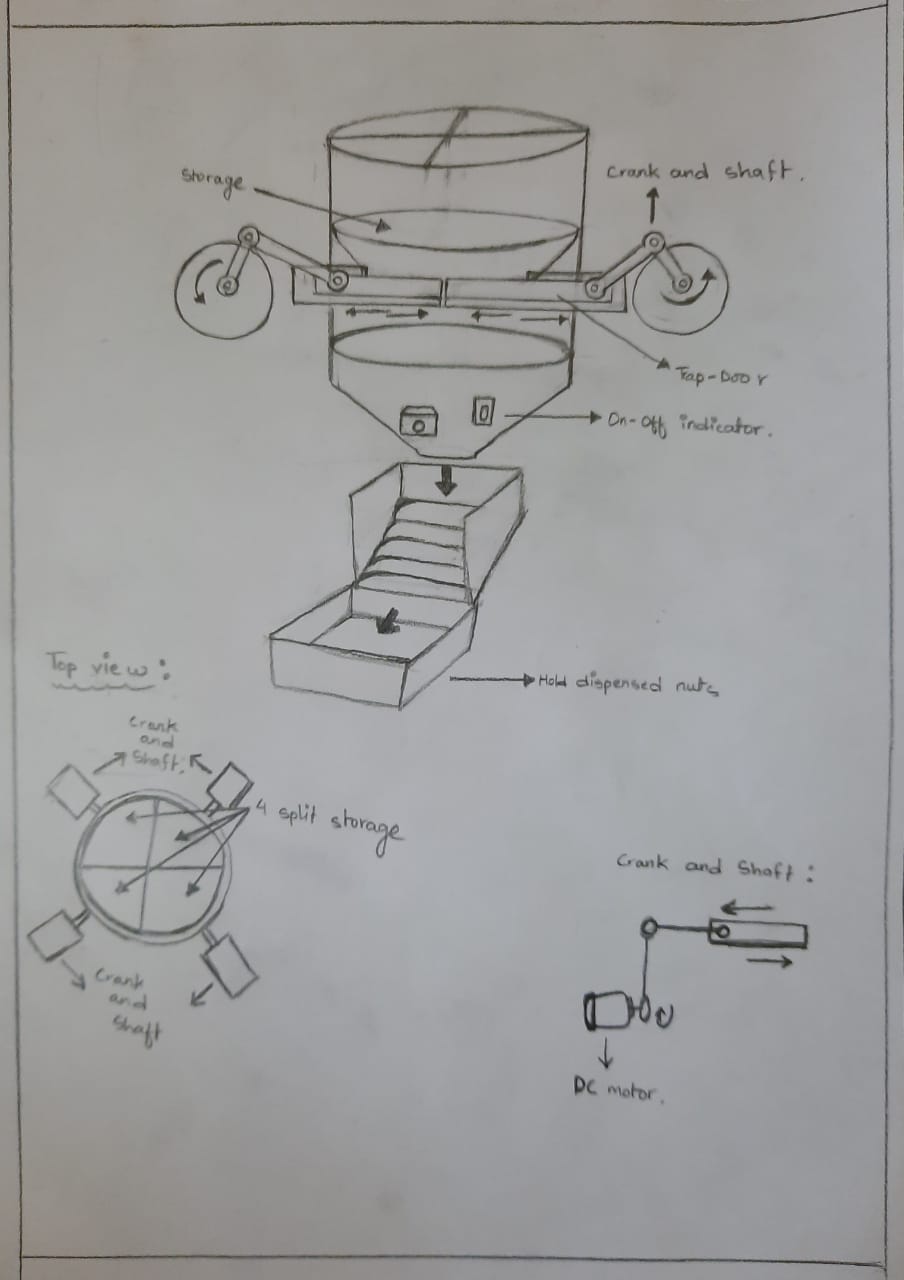 Storage
Crank and shaft.
Trap-Door
On-Off indicator.
Hold dispensed nuts
Top view:
Crank
and
Shaft.
4 split storage
Crank
and
Shaft
Crank and Shaft:
DC motor.